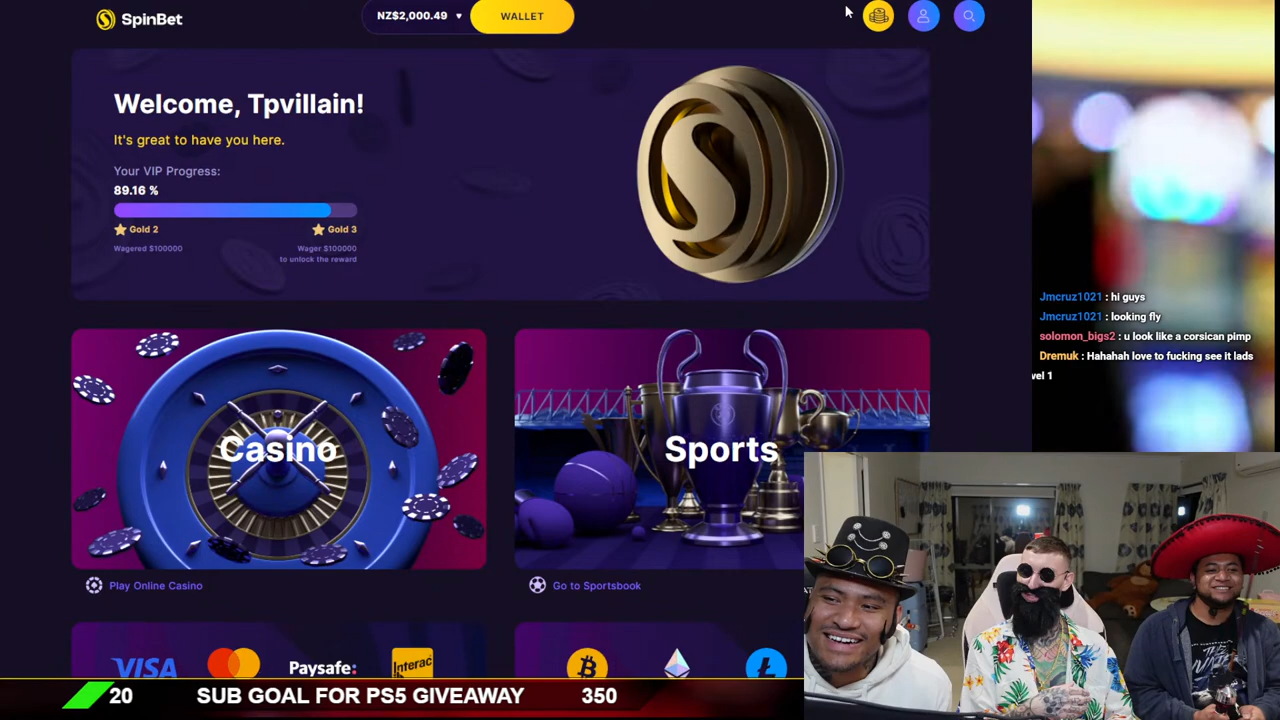 SpinBet
NZ$2,000.49
WALLET
Welcome, Tpvillain!
It's great to have you here.
Your VIP Progress:
89.16 %
Gold 2
Gold 3
Wagered $100000
Wager $100000
to unlock the reward
Casino
Sports
Play Online Casino
Go to Sportsbook
VISA
Paysafe:
Interac
Jmcruz1021 : hi guys
Jmcruz1021 : looking fly
solomon_bigs2 : u look like a corsican pimp
Dremuk : Hahahah love to fucking see it lads
vel 1
20
SUB GOAL FOR PS5 GIVEAWAY
350